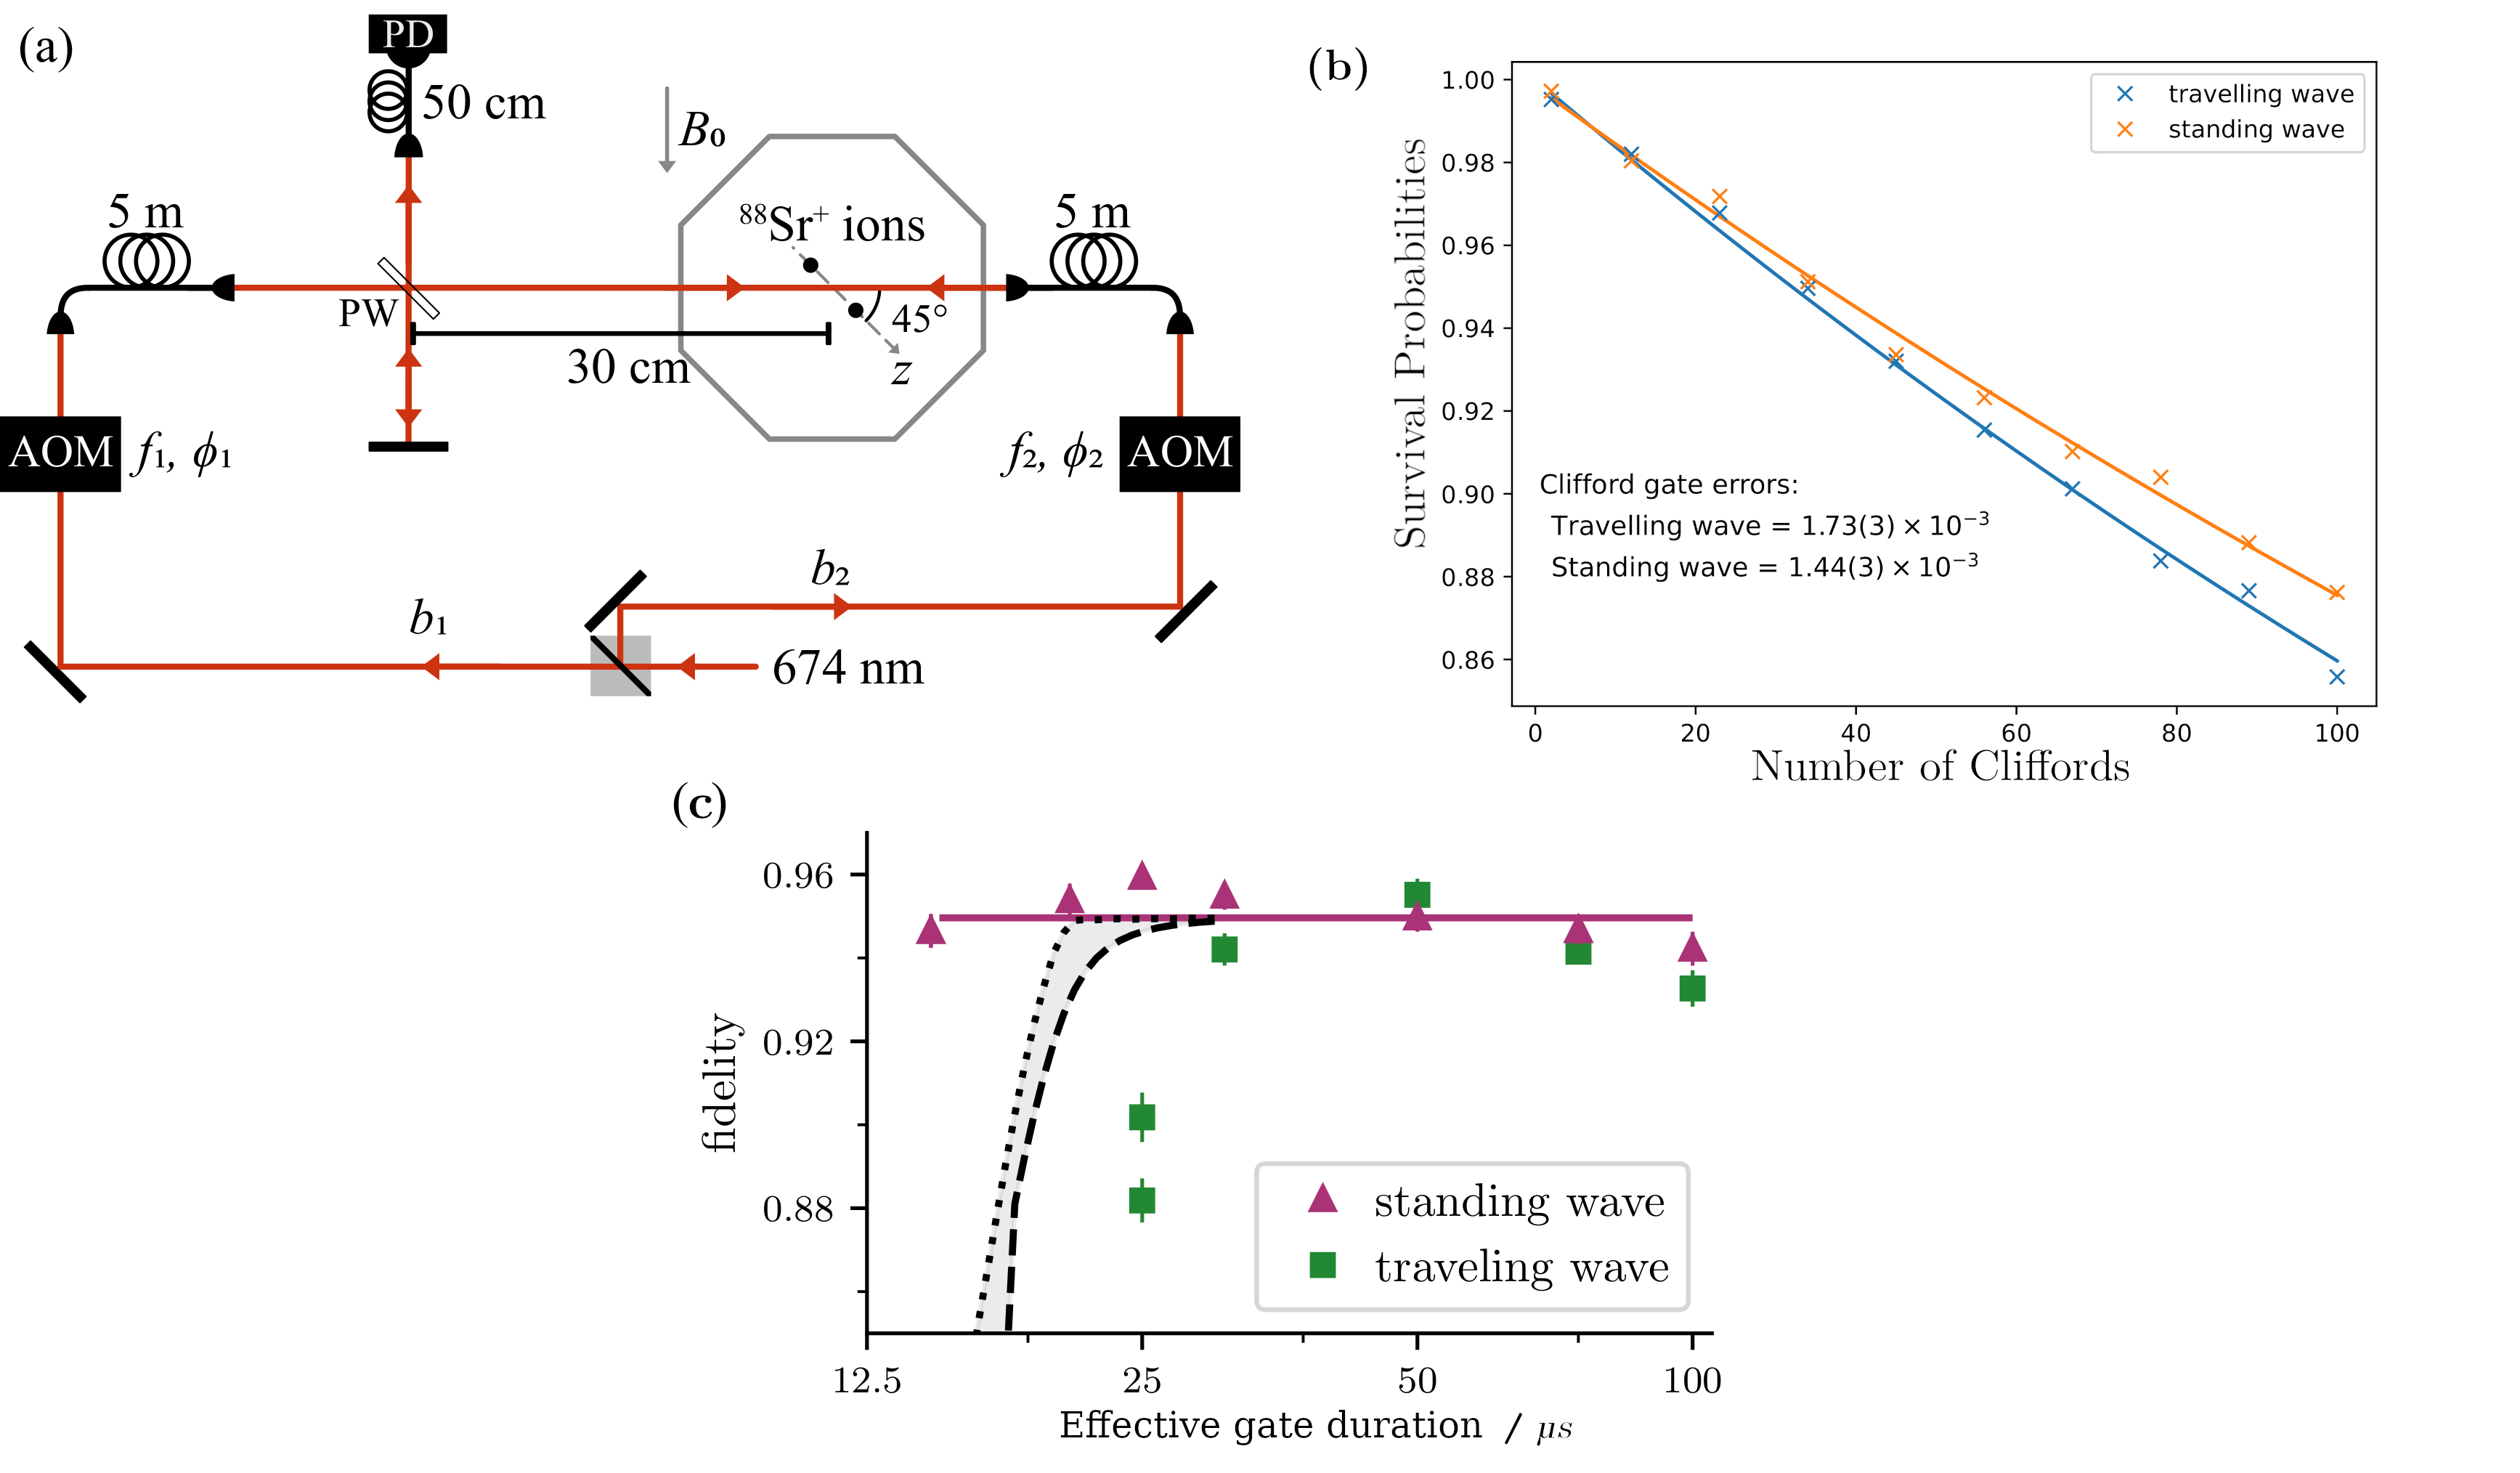 (a)
PD
50 cm
B₀
5 m
⁸⁸Sr⁺ ions
5 m
PW
45°
30 cm
z
AOM f₁, ϕ₁
f₂, ϕ₂ AOM
b₂
b₁
674 nm
(b)
Survival Probabilities
1.00
0.98
0.96
0.94
0.92
0.90
0.88
0.86
travelling wave
standing wave
Clifford gate errors:
Travelling wave = 1.73(3) × 10⁻³
Standing wave = 1.44(3) × 10⁻³
0 20 40 60 80 100
Number of Cliffords
(c)
fidelity
0.96
0.92
0.88
standing wave
traveling wave
12.5 25 50 100
Effective gate duration / μs